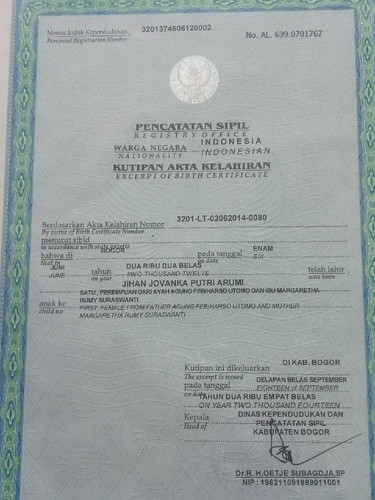 Nomor Induk Kependudukan 3201374606120002 No. AL. 639.0701767
Personnel Registration Number
PENCATATAN SIPIL
REGISTRY OFFICE
WARGA NEGARA INDONESIA
NATIONALITY INDONESIAN
KUTIPAN AKTA KELAHIRAN
EXCERPT OF BIRTH CERTIFICATE
Berdasarkan Akta Kelahiran Nomor 3201-LT-02062014-0080
By virtue of Birth Certificate Number
menurut stbld
in accordance with state gazette
bahwa di BOGOR pada tanggal ENAM
that in on date SIX
JUNI tahun DUA RIBU DUA BELAS telah lahir
JUNE on year TWO THOUSAND TWELVE was born
JIHAN JOVANKA PUTRI ARUMI
anak ke SATU, PEREMPUAN DARI AYAH AGUNG FEBIHARSO UTOMO DAN IBU MARGARETHA
RUMY SURASWANTI
child no FIRST, FEMALE FROM FATHER AGUNG FEBIHARSO UTOMO AND MOTHER
MARGARETHA RUMY SURASWANTI
Kutipan ini dikeluarkan DI KAB. BOGOR
The excerpt is issued
pada tanggal DELAPAN BELAS SEPTEMBER
on date EIGHTEEN of SEPTEMBER
TAHUN DUA RIBU EMPAT BELAS
ON YEAR TWO THOUSAND FOURTEEN
Kepala DINAS KEPENDUDUKAN DAN
Head of PENCATATAN SIPIL
KABUPATEN BOGOR
Dr.R. H.OETJE SUBAGDJA,SP
NIP : 196211091989011001